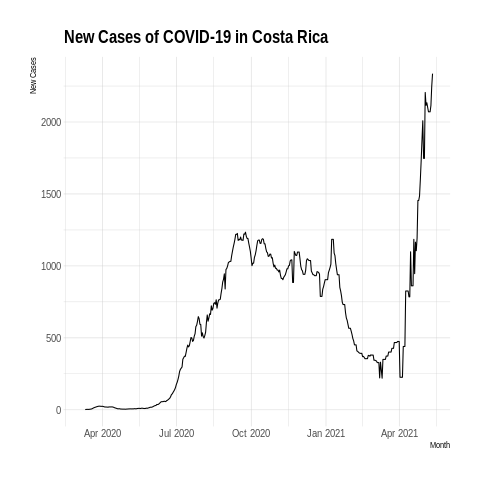 New Cases of COVID-19 in Costa Rica
New Cases
2000
1500
1000
500
0
Apr 2020 Jul 2020 Oct 2020 Jan 2021 Apr 2021
Month